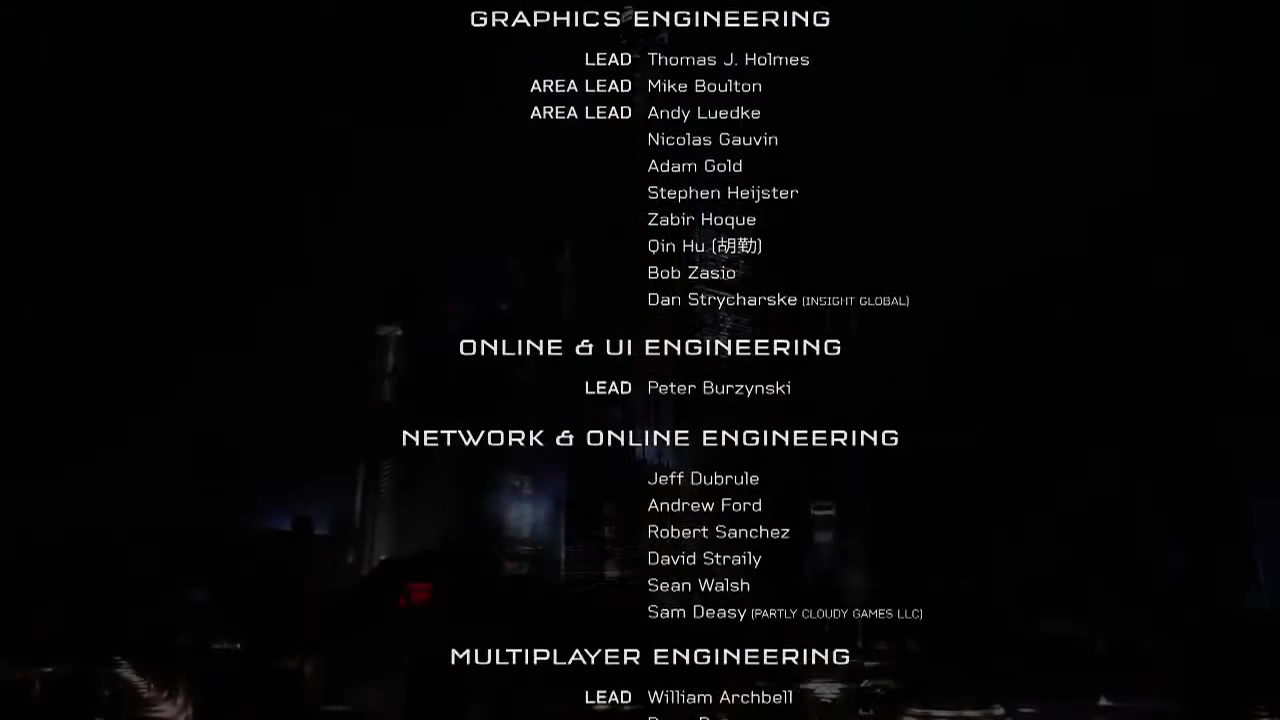 GRAPHICS ENGINEERING
LEAD Thomas J. Holmes
AREA LEAD Mike Boulton
AREA LEAD Andy Luedke
Nicolas Gauvin
Adam Gold
Stephen Heijster
Zabir Hoque
Qin Hu (胡勤)
Bob Zasio
Dan Strycharske (INSIGHT GLOBAL)
ONLINE & UI ENGINEERING
LEAD Peter Burzynski
NETWORK & ONLINE ENGINEERING
Jeff Dubrule
Andrew Ford
Robert Sanchez
David Straily
Sean Walsh
Sam Deasy (PARTLY CLOUDY GAMES LLC)
MULTIPLAYER ENGINEERING
LEAD William Archbell